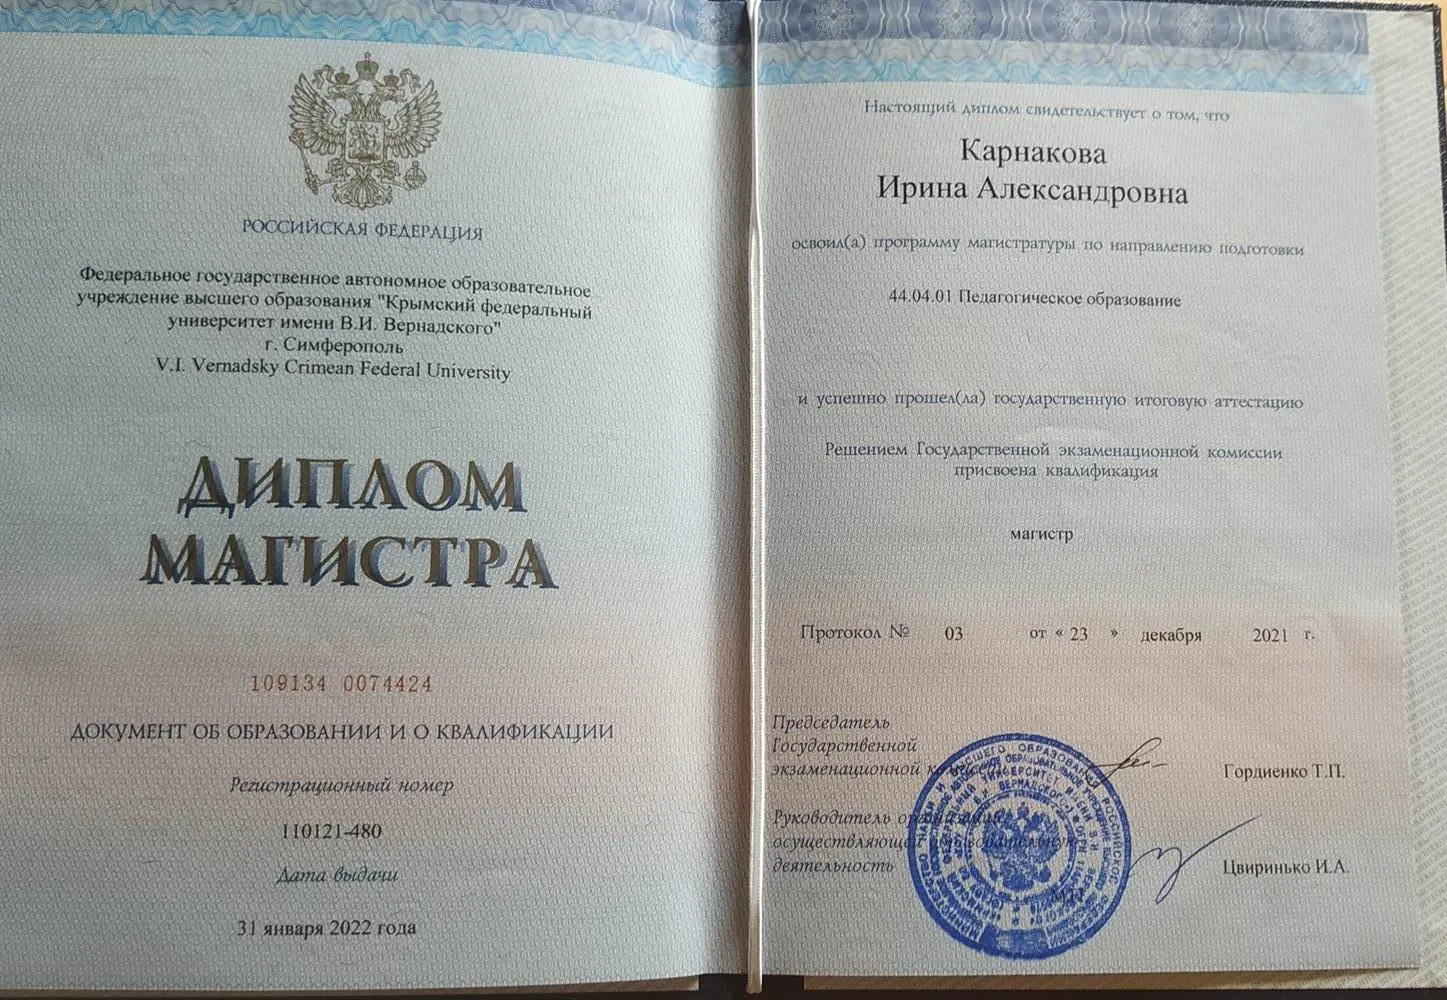 РОССИЙСКАЯ ФЕДЕРАЦИЯ
Федеральное государственное автономное образовательное
учреждение высшего образования "Крымский федеральный
университет имени В.И. Вернадского"
г. Симферополь
V.I. Vernadsky Crimean Federal University
ДИПЛОМ
МАГИСТРА
109134 0074424
ДОКУМЕНТ ОБ ОБРАЗОВАНИИ И О КВАЛИФИКАЦИИ
Регистрационный номер
110121-480
Дата выдачи
31 января 2022 года
Настоящий диплом свидетельствует о том, что
Карнакова
Ирина Александровна
освоил(а) программу магистратуры по направлению подготовки
44.04.01 Педагогическое образование
и успешно прошел(ла) государственную итоговую аттестацию
Решением Государственной экзаменационной комиссии
присвоена квалификация
магистр
Протокол № 03 от « 23 » декабря 2021 г.
Председатель
Государственной
экзаменационной комиссии
Гордиенко Т.П.
Руководитель организации,
осуществляющей образовательную
деятельность
Цвиринько И.А.